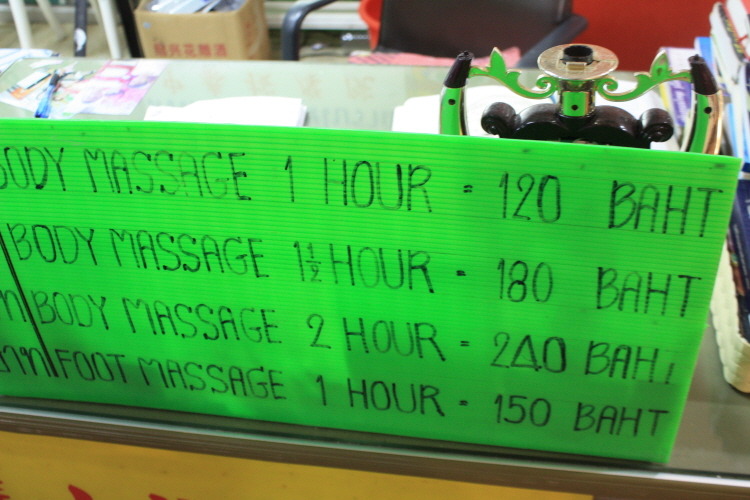 BODY MASSAGE 1 HOUR = 120 BAHT
BODY MASSAGE 1½ HOUR = 180 BAHT
BODY MASSAGE 2 HOUR = 240 BAHT
FOOT MASSAGE 1 HOUR = 150 BAHT